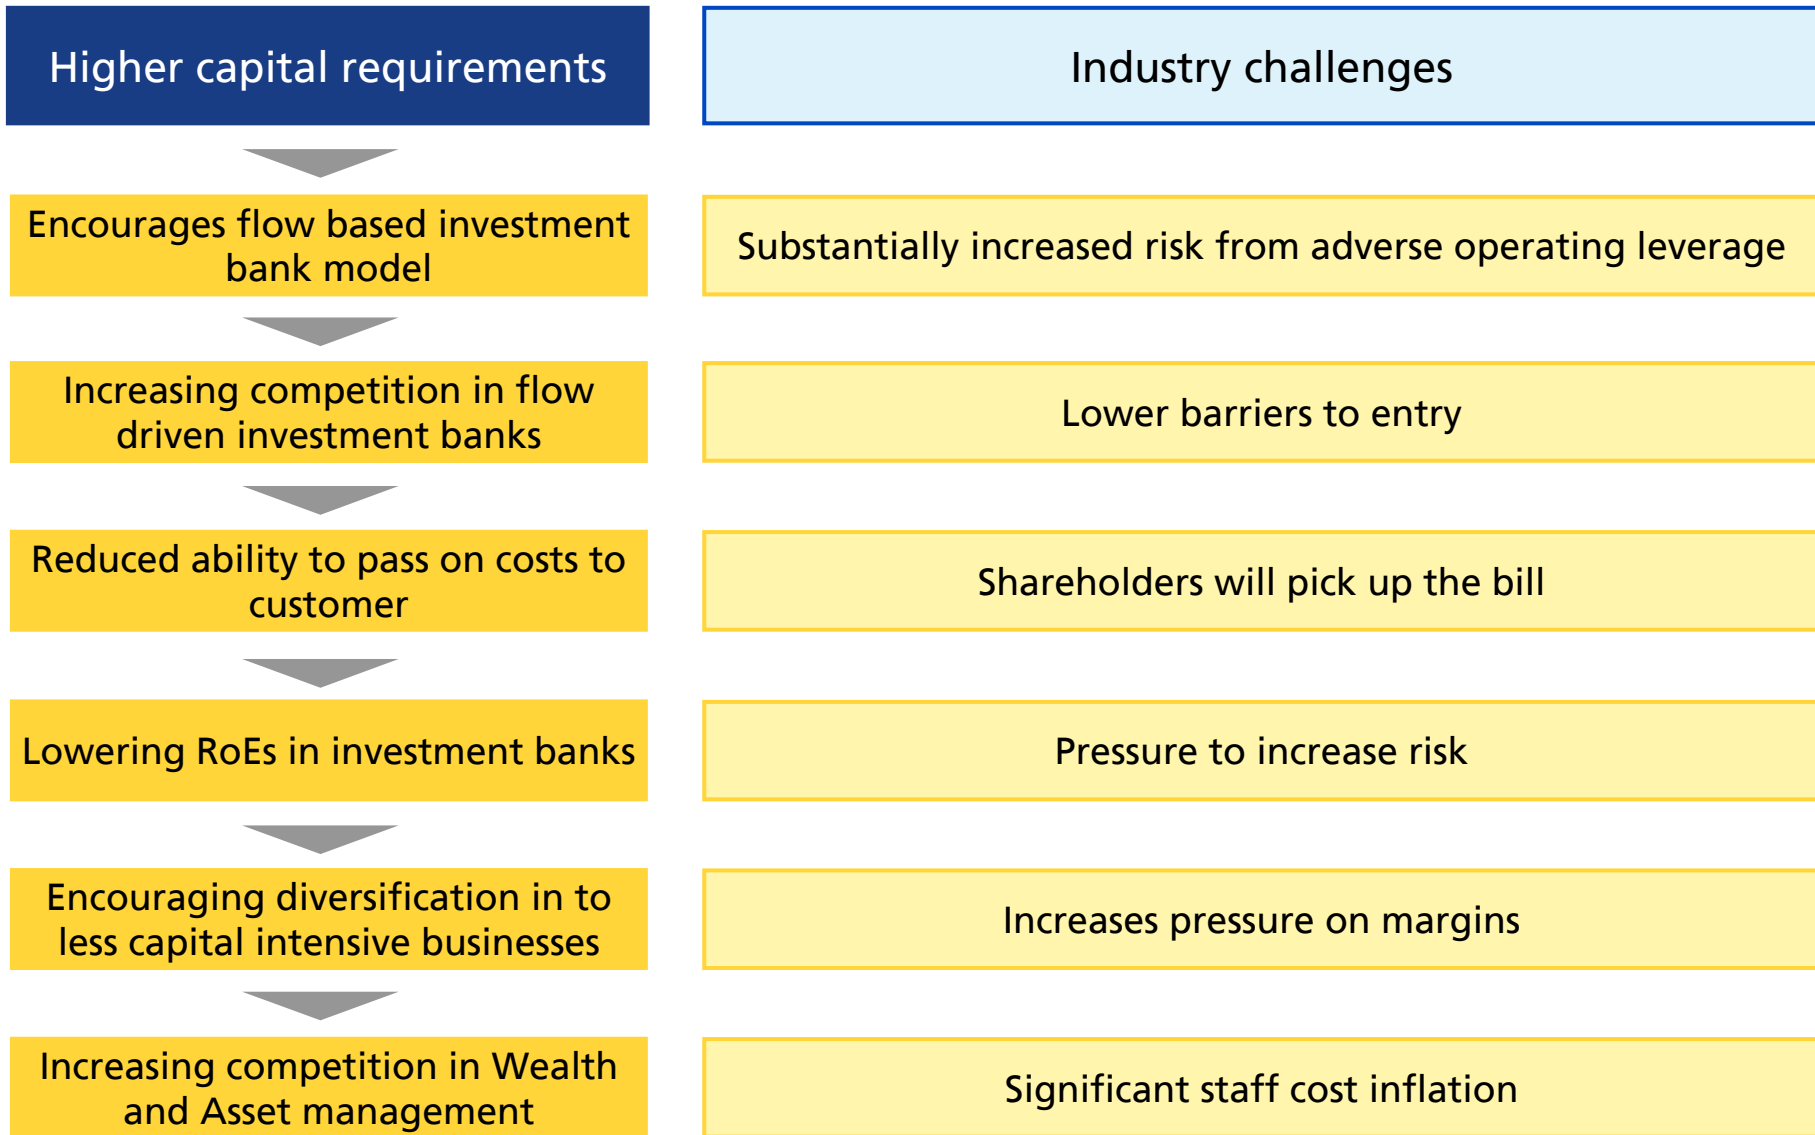 Higher capital requirements
Industry challenges
Encourages flow based investment
bank model
Substantially increased risk from adverse operating leverage
Increasing competition in flow
driven investment banks
Lower barriers to entry
Reduced ability to pass on costs to
customer
Shareholders will pick up the bill
Lowering RoEs in investment banks
Pressure to increase risk
Encouraging diversification in to
less capital intensive businesses
Increases pressure on margins
Increasing competition in Wealth
and Asset management
Significant staff cost inflation